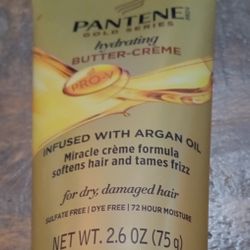 PANTENE
GOLD SERIES
hydrating
BUTTER-CRÈME
PRO-V
INFUSED WITH ARGAN OIL
Miracle crème formula
softens hair and tames frizz
for dry, damaged hair
SULFATE FREE | DYE FREE | 72 HOUR MOISTURE
NET WT. 2.6 OZ (75 g)